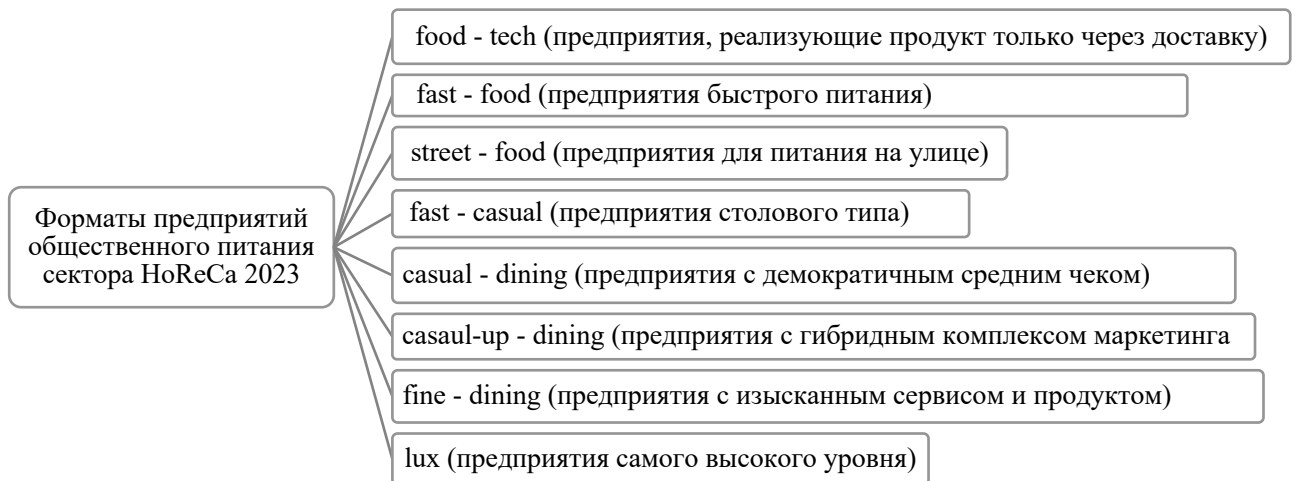 food - tech (предприятия, реализующие продукт только через доставку)
fast - food (предприятия быстрого питания)
street - food (предприятия для питания на улице)
fast - casual (предприятия столового типа)
Форматы предприятий
общественного питания
сектора HoReCa 2023
casual - dining (предприятия с демократичным средним чеком)
casaul-up - dining (предприятия с гибридным комплексом маркетинга
fine - dining (предприятия с изысканным сервисом и продуктом)
lux (предприятия самого высокого уровня)